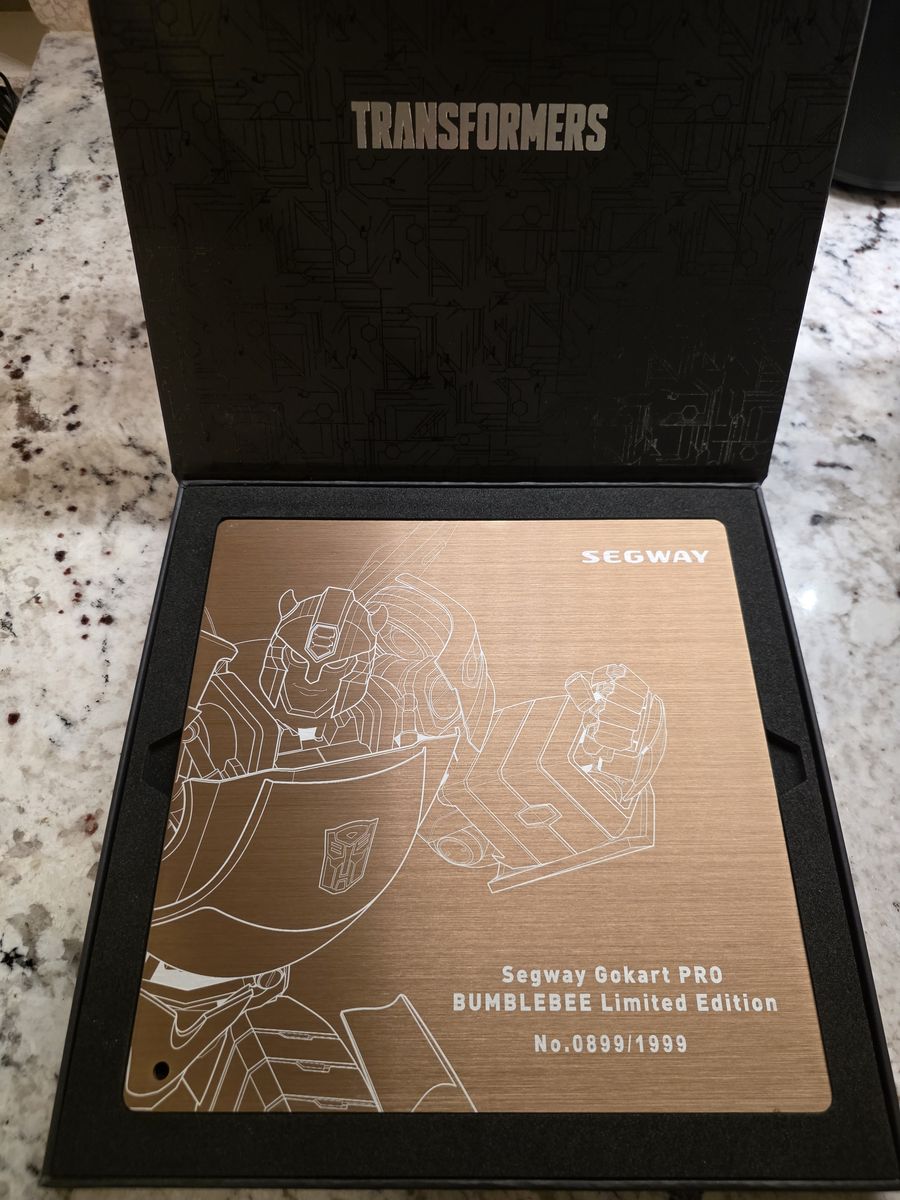 TRANSFORMERS
SEGWAY
Segway Gokart PRO
BUMBLEBEE Limited Edition
No.0899/1999